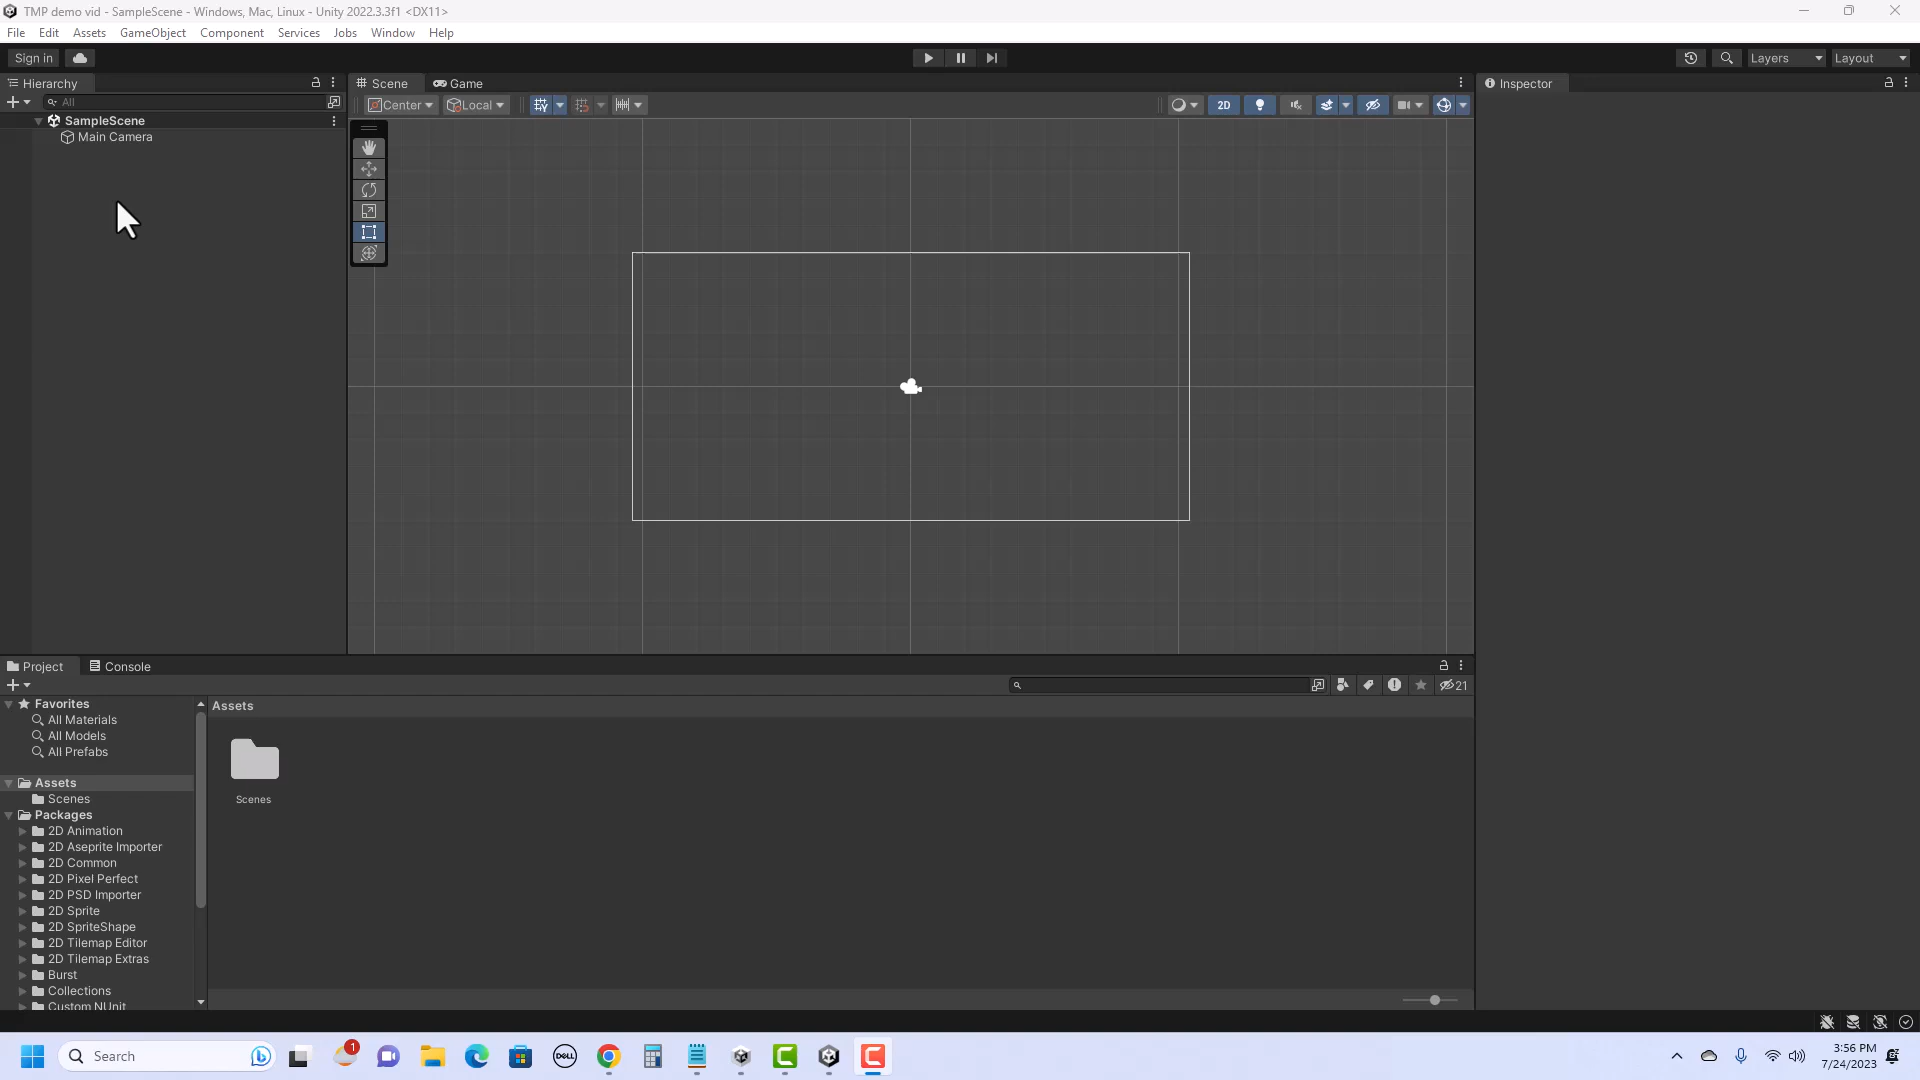 TMP demo vid - SampleScene - Windows, Mac, Linux - Unity 2022.3.3f1 <DX11>
File Edit Assets GameObject Component Services Jobs Window Help
Sign in
Layers
Layout
Hierarchy
Scene
Game
Inspector
All
Center
Local
2D
SampleScene
Main Camera
Project
Console
21
Favorites
All Materials
All Models
All Prefabs
Assets
Scenes
Packages
2D Animation
2D Aseprite Importer
2D Common
2D Pixel Perfect
2D PSD Importer
2D Sprite
2D SpriteShape
2D Tilemap Editor
2D Tilemap Extras
Burst
Collections
Custom NUnit
Assets
Scenes
Search
1
DELL
3:56 PM
7/24/2023